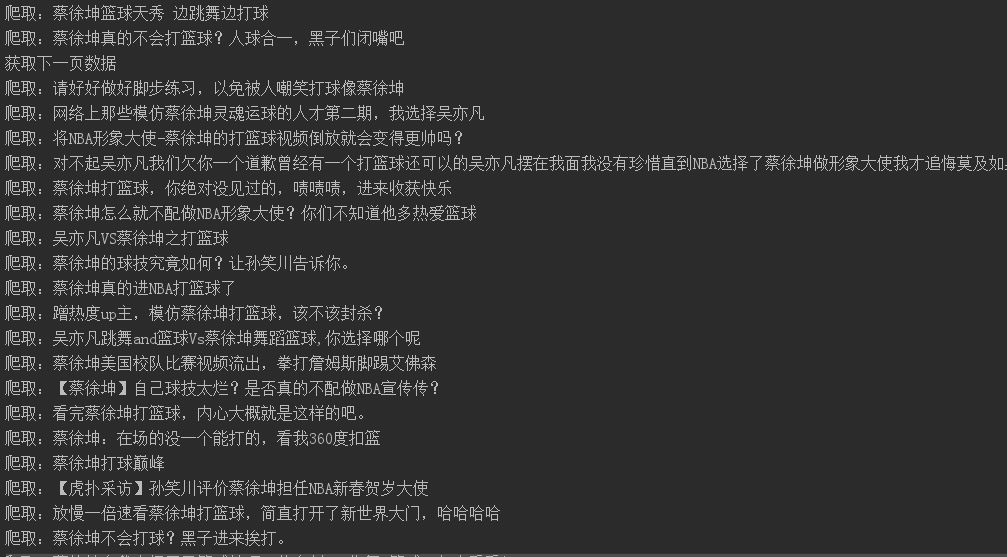 爬取：蔡徐坤篮球天秀 边跳舞边打球
爬取：蔡徐坤真的不会打篮球？人球合一，黑子们闭嘴吧
获取下一页数据
爬取：请好好做好脚步练习，以免被人嘲笑打球像蔡徐坤
爬取：网络上那些模仿蔡徐坤灵魂运球的人才第二期，我选择吴亦凡
爬取：将NBA形象大使-蔡徐坤的打篮球视频倒放就会变得更帅吗？
爬取：对不起吴亦凡我们欠你一个道歉曾经有一个打篮球还可以的吴亦凡摆在我面我没有珍惜直到NBA选择了蔡徐坤做形象大使我才追悔莫及如
爬取：蔡徐坤打篮球，你绝对没见过的，啧啧啧，进来收获快乐
爬取：蔡徐坤怎么就不配做NBA形象大使？你们不知道他多热爱篮球
爬取：吴亦凡VS蔡徐坤之打篮球
爬取：蔡徐坤的球技究竟如何？让孙笑川告诉你。
爬取：蔡徐坤真的进NBA打篮球了
爬取：蹭热度up主，模仿蔡徐坤打篮球，该不该封杀？
爬取：吴亦凡跳舞and篮球Vs蔡徐坤舞蹈篮球,你选择哪个呢
爬取：蔡徐坤美国校队比赛视频流出，拳打詹姆斯脚踢艾佛森
爬取：【蔡徐坤】自己球技太烂？是否真的不配做NBA宣传传？
爬取：看完蔡徐坤打篮球，内心大概就是这样的吧。
爬取：蔡徐坤：在场的没一个能打的，看我360度扣篮
爬取：蔡徐坤打球巅峰
爬取：【虎扑采访】孙笑川评价蔡徐坤担任NBA新春贺岁大使
爬取：放慢一倍速看蔡徐坤打篮球，简直打开了新世界大门，哈哈哈哈
爬取：蔡徐坤不会打球？黑子进来挨打。